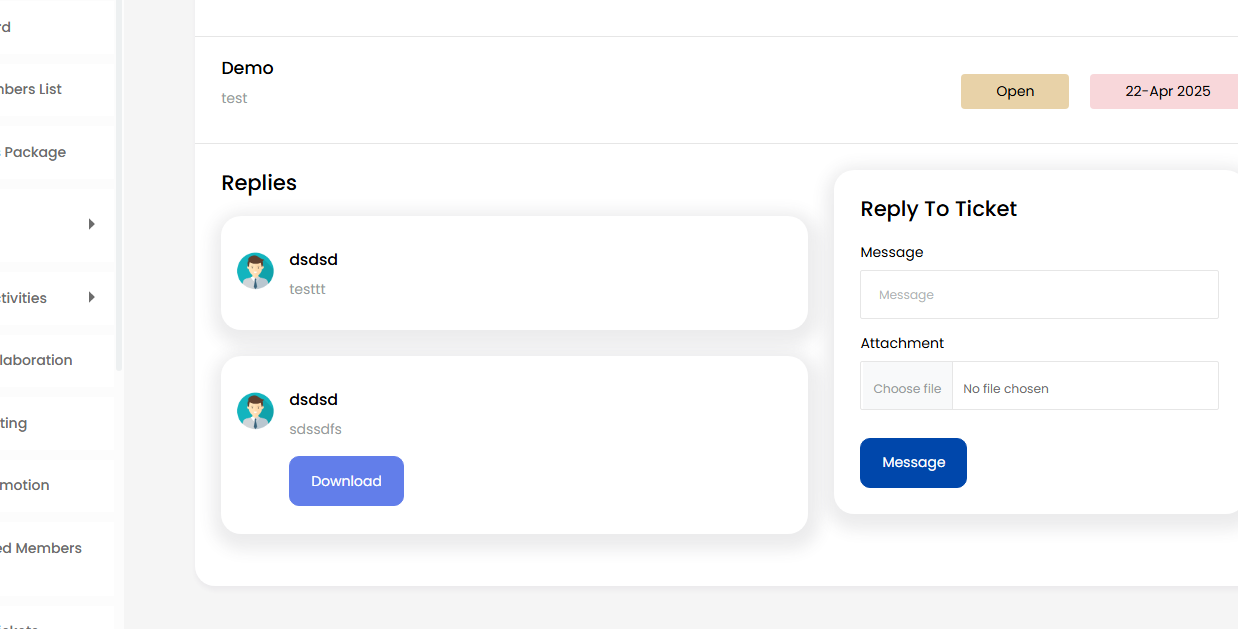 rd
nbers List
Package
tivities
laboration
ting
motion
ed Members
Demo
test
Open
22-Apr 2025
Replies
dsdsd
testtt
dsdsd
sdssdfs
Download
Reply To Ticket
Message
Message
Attachment
Choose file No file chosen
Message